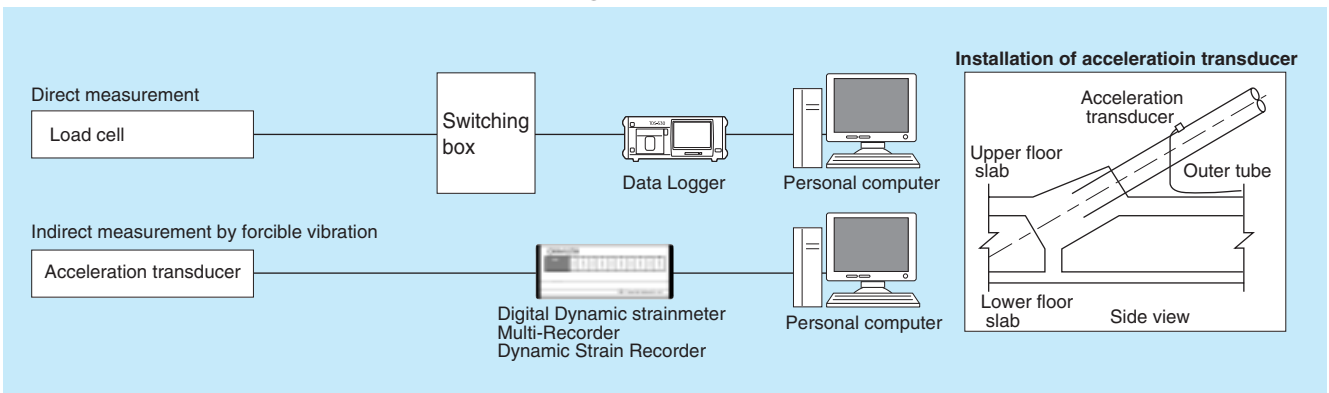 Direct measurement
Load cell
Switching
box
TDS-630
Data Logger
Personal computer
Indirect measurement by forcible vibration
Acceleration transducer
Digital Dynamic strainmeter
Multi-Recorder
Dynamic Strain Recorder
Personal computer
Installation of acceleratioin transducer
Acceleration
transducer
Upper floor
slab
Outer tube
Lower floor
slab
Side view